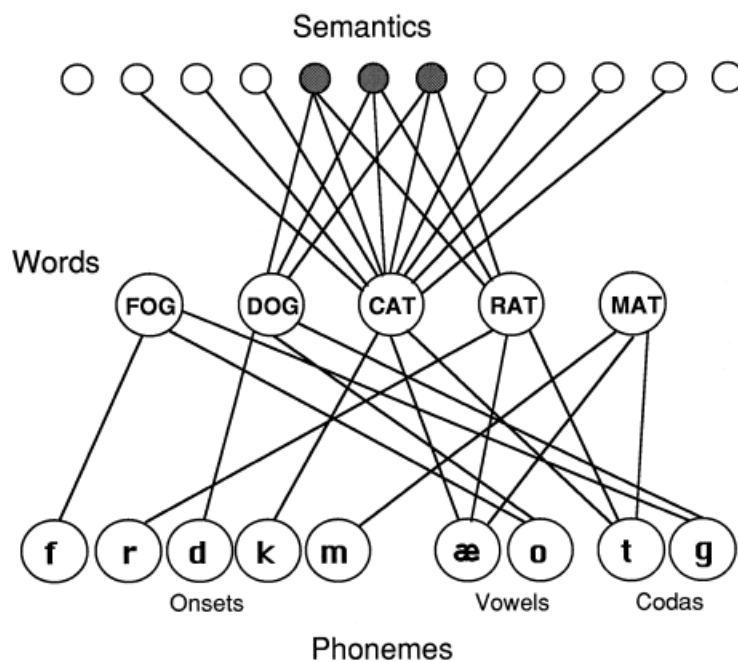 Semantics
Words
FOG DOG CAT RAT MAT
f r d k m æ o t g
Onsets Vowels Codas
Phonemes